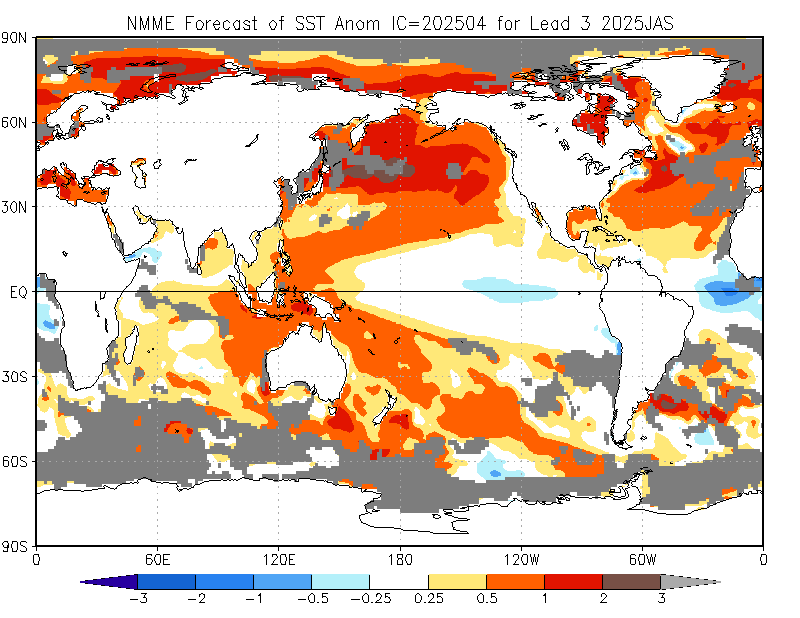 NMME Forecast of SST Anom IC=202504 for Lead 3 2025JAS
90N
60N
30N
EQ
30S
60S
90S
0 60E 120E 180 120W 60W 0
-3 -2 -1 -0.5 -0.25 0.25 0.5 1 2 3